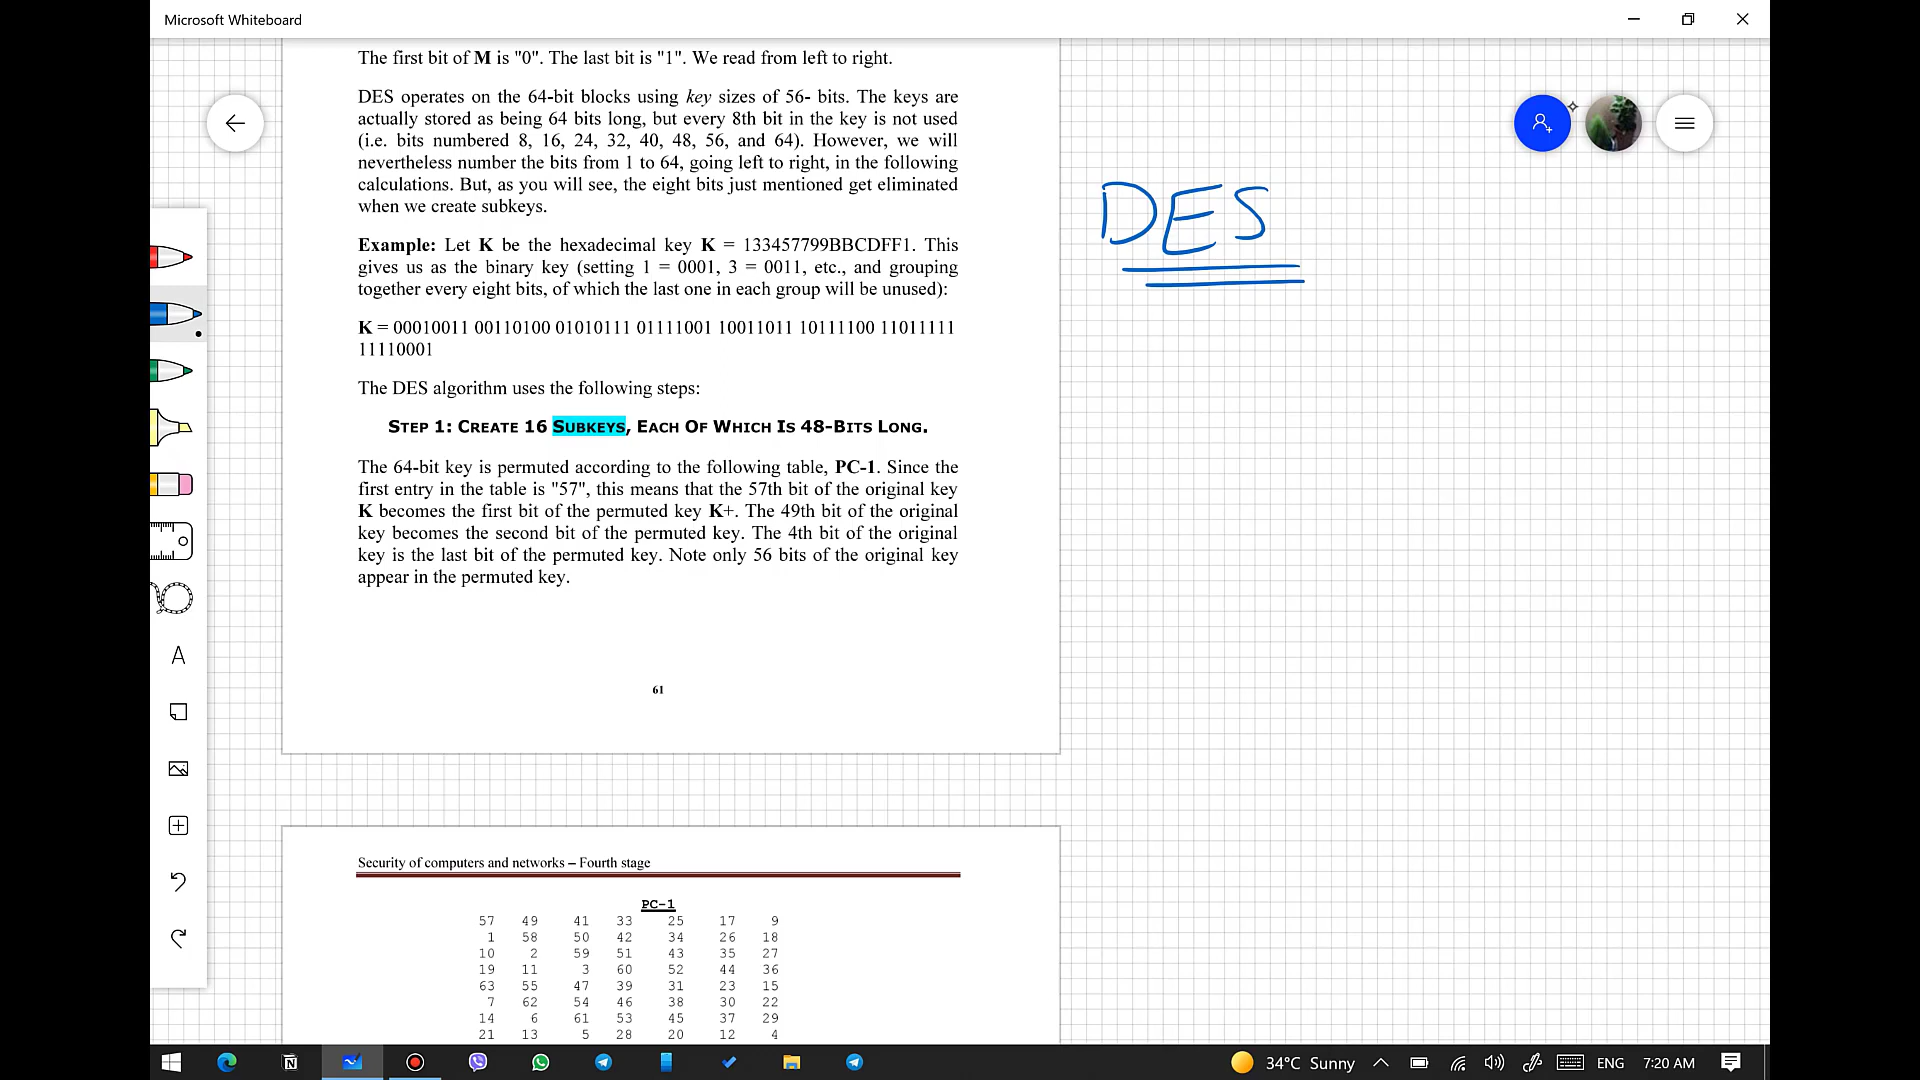 Microsoft Whiteboard
The first bit of M is "0". The last bit is "1". We read from left to right.
DES operates on the 64-bit blocks using key sizes of 56- bits. The keys are
actually stored as being 64 bits long, but every 8th bit in the key is not used
(i.e. bits numbered 8, 16, 24, 32, 40, 48, 56, and 64). However, we will
nevertheless number the bits from 1 to 64, going left to right, in the following
calculations. But, as you will see, the eight bits just mentioned get eliminated
when we create subkeys.
DES
Example: Let K be the hexadecimal key K = 133457799BBCDFF1. This
gives us as the binary key (setting 1 = 0001, 3 = 0011, etc., and grouping
together every eight bits, of which the last one in each group will be unused):
K = 00010011 00110100 01010111 01111001 10011011 10111100 11011111
11110001
The DES algorithm uses the following steps:
STEP 1: CREATE 16 SUBKEYS, EACH OF WHICH IS 48-BITS LONG.
The 64-bit key is permuted according to the following table, PC-1. Since the
first entry in the table is "57", this means that the 57th bit of the original key
K becomes the first bit of the permuted key K+. The 49th bit of the original
key becomes the second bit of the permuted key. The 4th bit of the original
key is the last bit of the permuted key. Note only 56 bits of the original key
appear in the permuted key.
61
Security of computers and networks – Fourth stage
PC-1
57 49 41 33 25 17 9
1 58 50 42 34 26 18
10 2 59 51 43 35 27
19 11 3 60 52 44 36
63 55 47 39 31 23 15
7 62 54 46 38 30 22
14 6 61 53 45 37 29
21 13 5 28 20 12 4
34°C Sunny ENG 7:20 AM